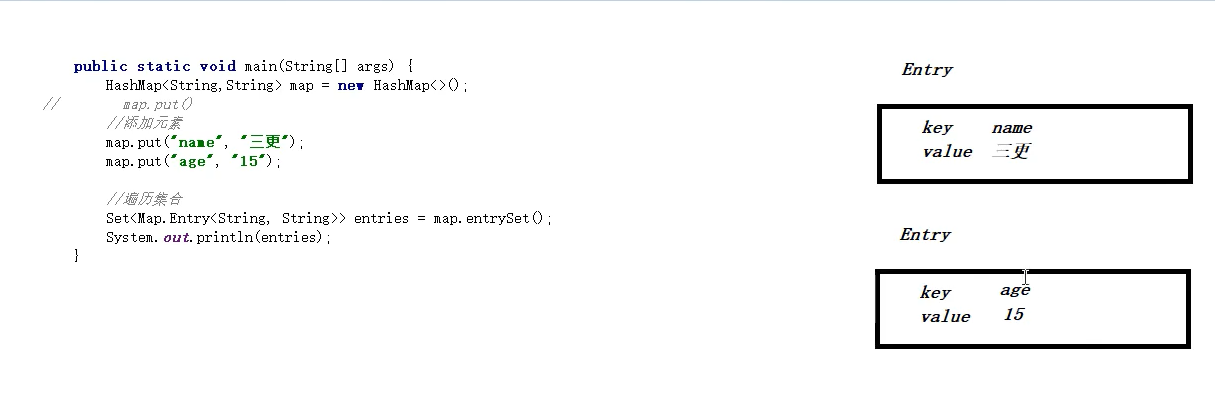 public static void main(String[] args) {
HashMap<String,String> map = new HashMap<>();
// map.put()
//添加元素
map.put("name", "三更");
map.put("age", "15");
//遍历集合
Set<Map.Entry<String, String>> entries = map.entrySet();
System.out.println(entries);
}
Entry
key name
value 三更
Entry
key age
value 15